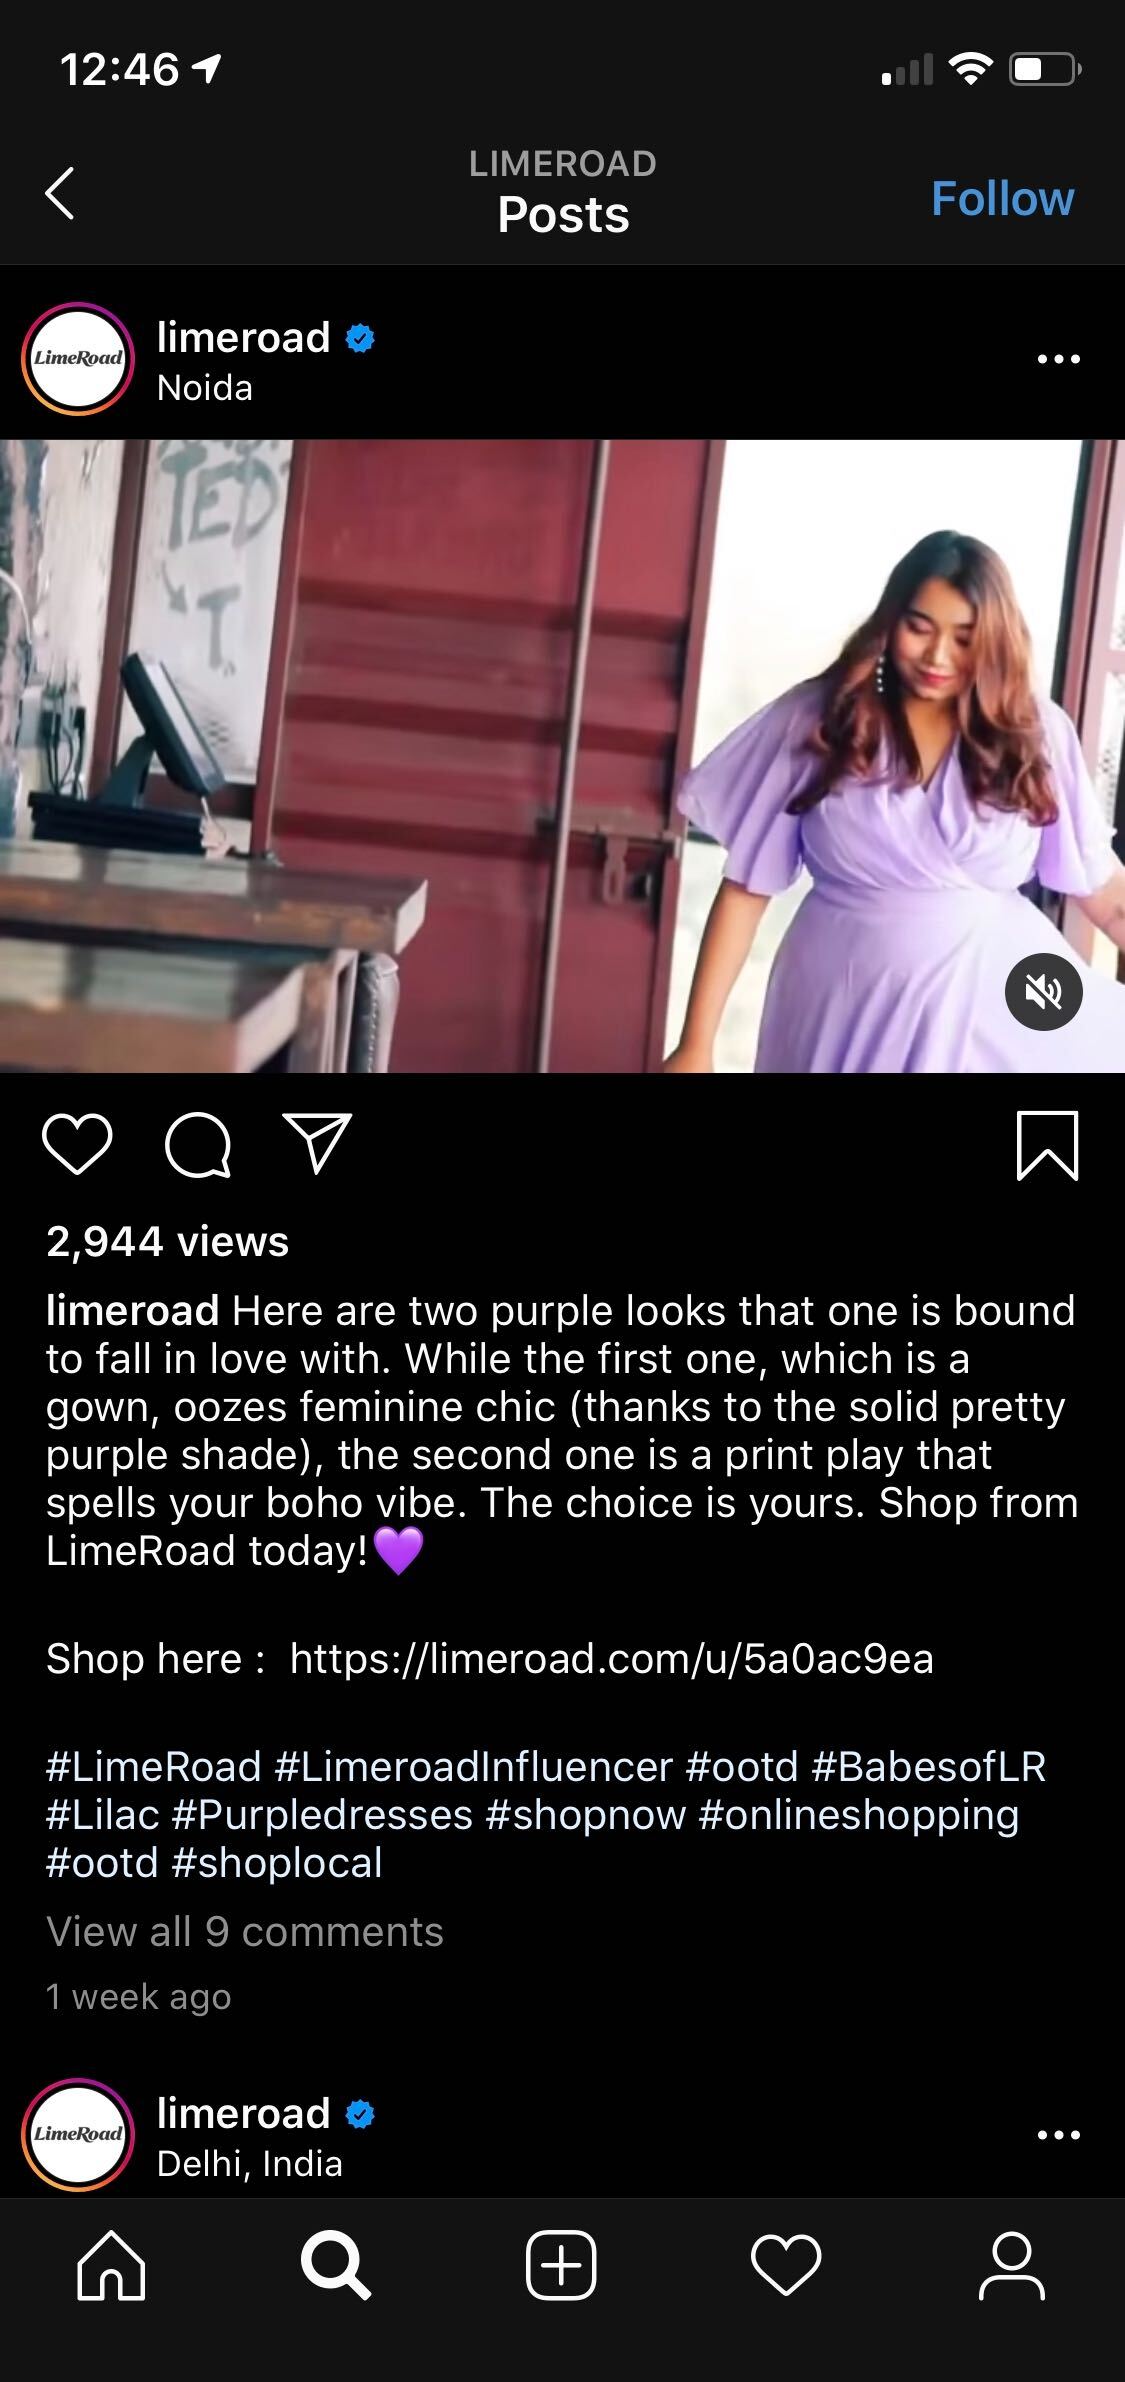 12:46
LIMEROAD
Posts
Follow
LimeRoad
limeroad
Noida
TED
T.
2,944 views
limeroad Here are two purple looks that one is bound
to fall in love with. While the first one, which is a
gown, oozes feminine chic (thanks to the solid pretty
purple shade), the second one is a print play that
spells your boho vibe. The choice is yours. Shop from
LimeRoad today!💜
Shop here :  https://limeroad.com/u/5a0ac9ea
#LimeRoad #LimeroadInfluencer #ootd #BabesofLR
#Lilac #Purpledresses #shopnow #onlineshopping
#ootd #shoplocal
View all 9 comments
1 week ago
LimeRoad
limeroad
Delhi, India